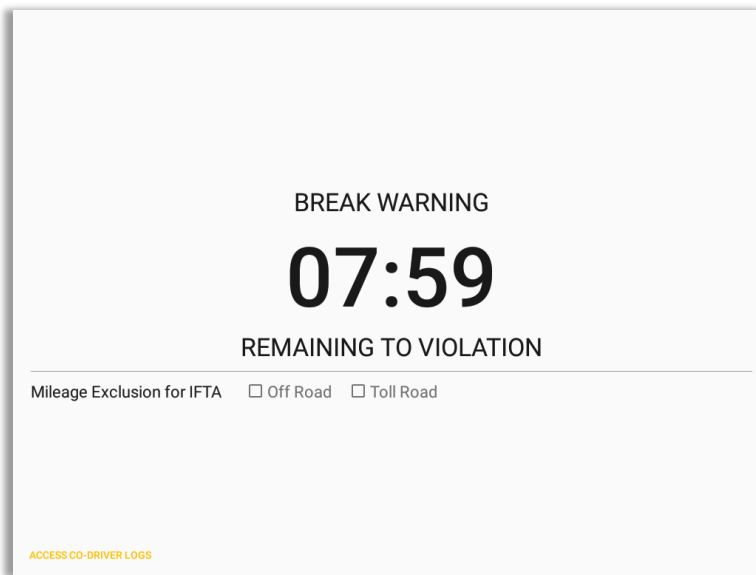 BREAK WARNING
07:59
REMAINING TO VIOLATION
Mileage Exclusion for IFTA Off Road Toll Road
ACCESS CO-DRIVER LOGS